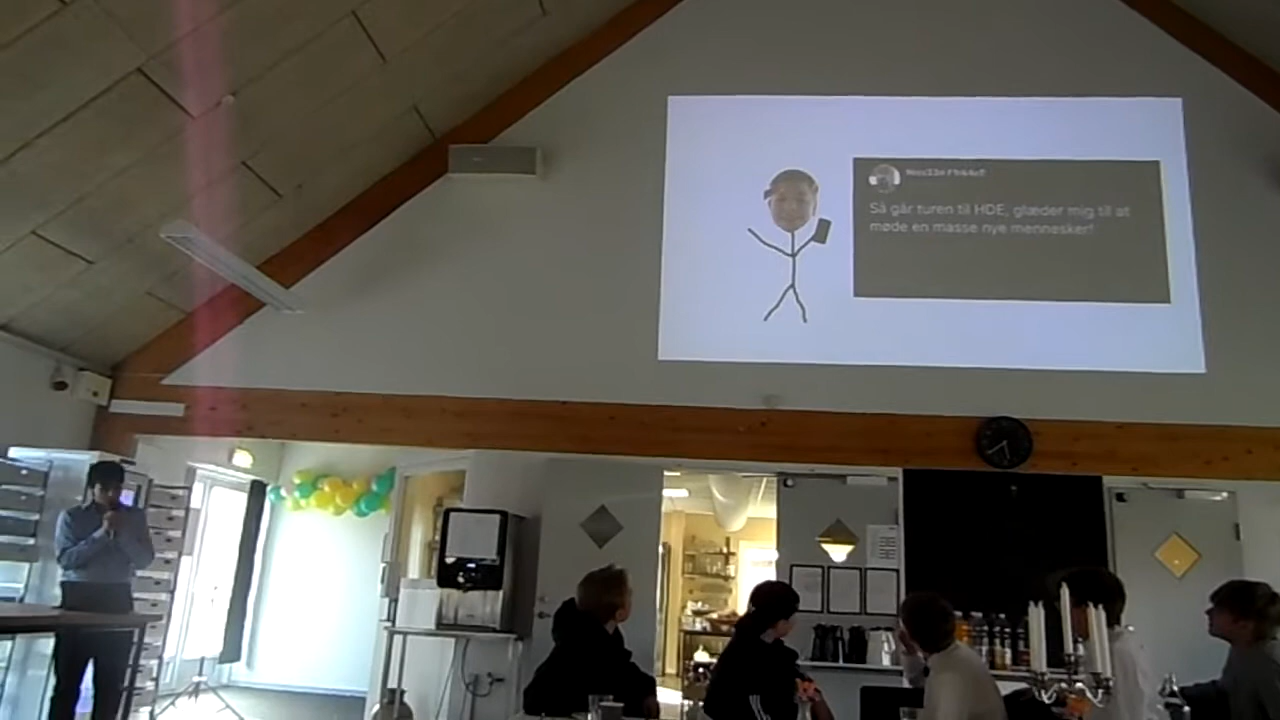 Så går turen til HDE, glæder mig til at
møde en masse nye mennesker!